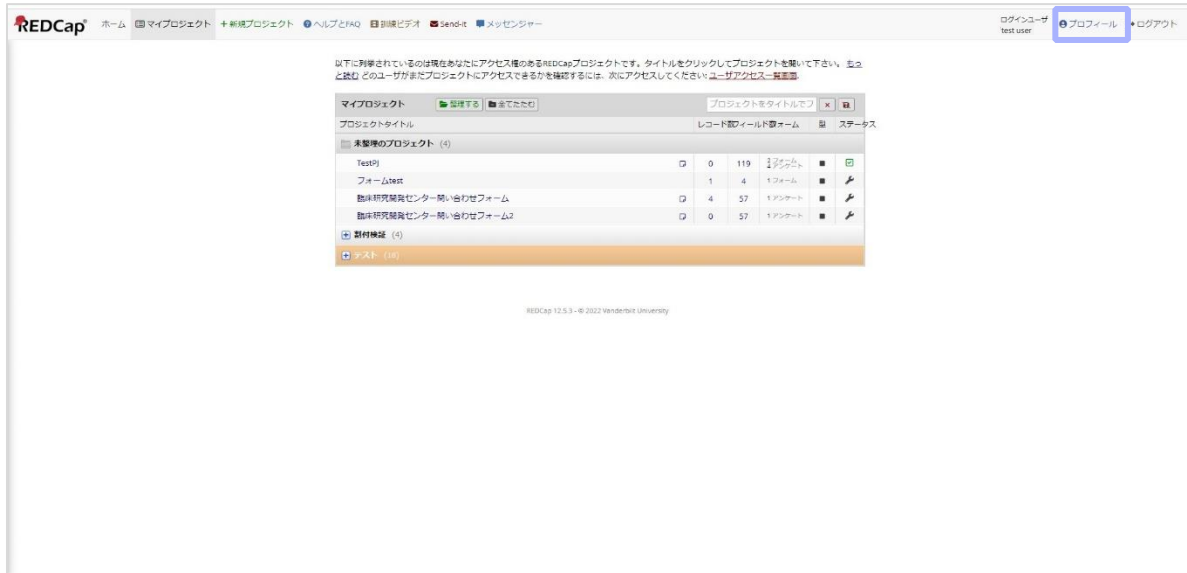 REDCap
ホーム マイプロジェクト +新規プロジェクト ヘルプとFAQ 訓練ビデオ Send-It メッセンジャー
ログインユーザ
test user
プロフィール
ログアウト
以下に列挙されているのは現在あなたにアクセス権のあるREDCapプロジェクトです。タイトルをクリックしてプロジェクトを開いて下さい。 もっ
と読む どのユーザがまだプロジェクトにアクセスできるかを確認するには、次にアクセスしてください: ユーザアクセス一覧画面.
マイプロジェクト 整理する 全てたたむ プロジェクトをタイトルでフ
プロジェクトタイトル レコード数 フィールド数 フォーム 型 ステータス
未整理のプロジェクト (4)
TestPJ 0 119 2フォーム
アンケート
フォームtest 1 4 1フォーム
臨床研究開発センター問い合わせフォーム 4 57 1アンケート
臨床研究開発センター問い合わせフォーム2 0 57 1アンケート
割付検証 (4)
テスト
REDCap 12.5.3 - © 2022 Vanderbilt University